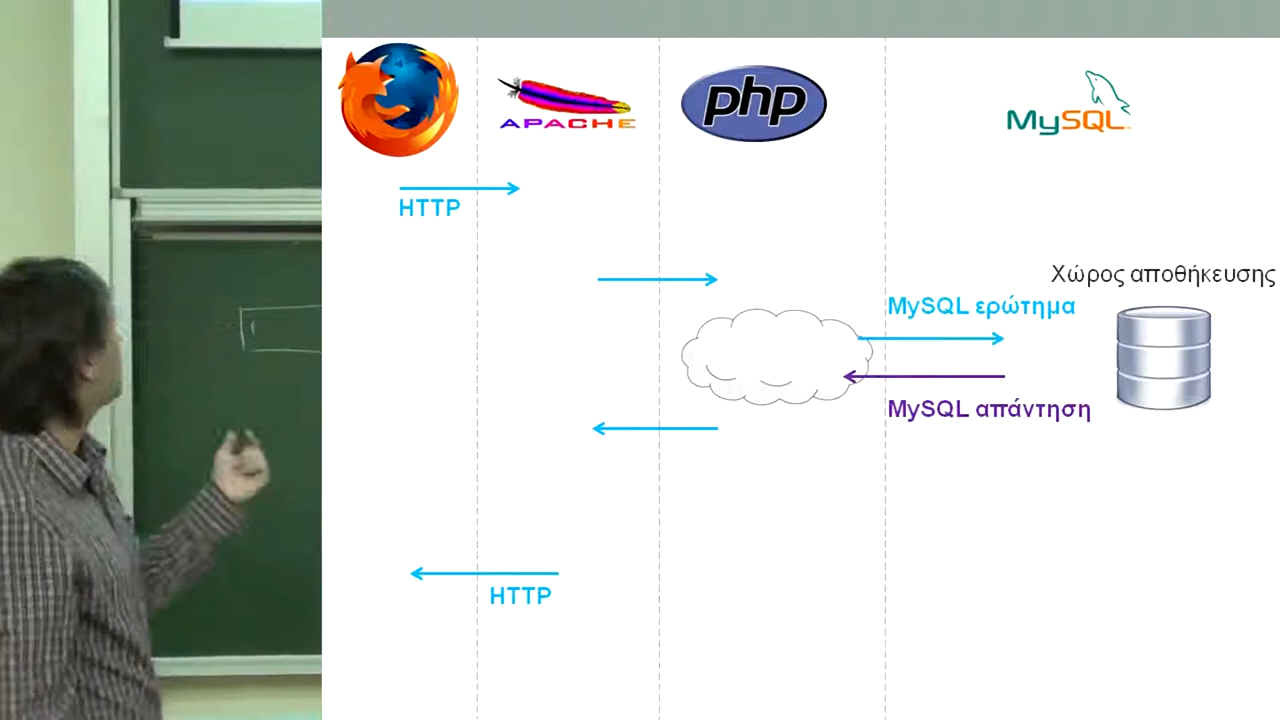 APACHE
php
MySQL
HTTP
Χώρος αποθήκευσης
MySQL ερώτημα
MySQL απάντηση
HTTP